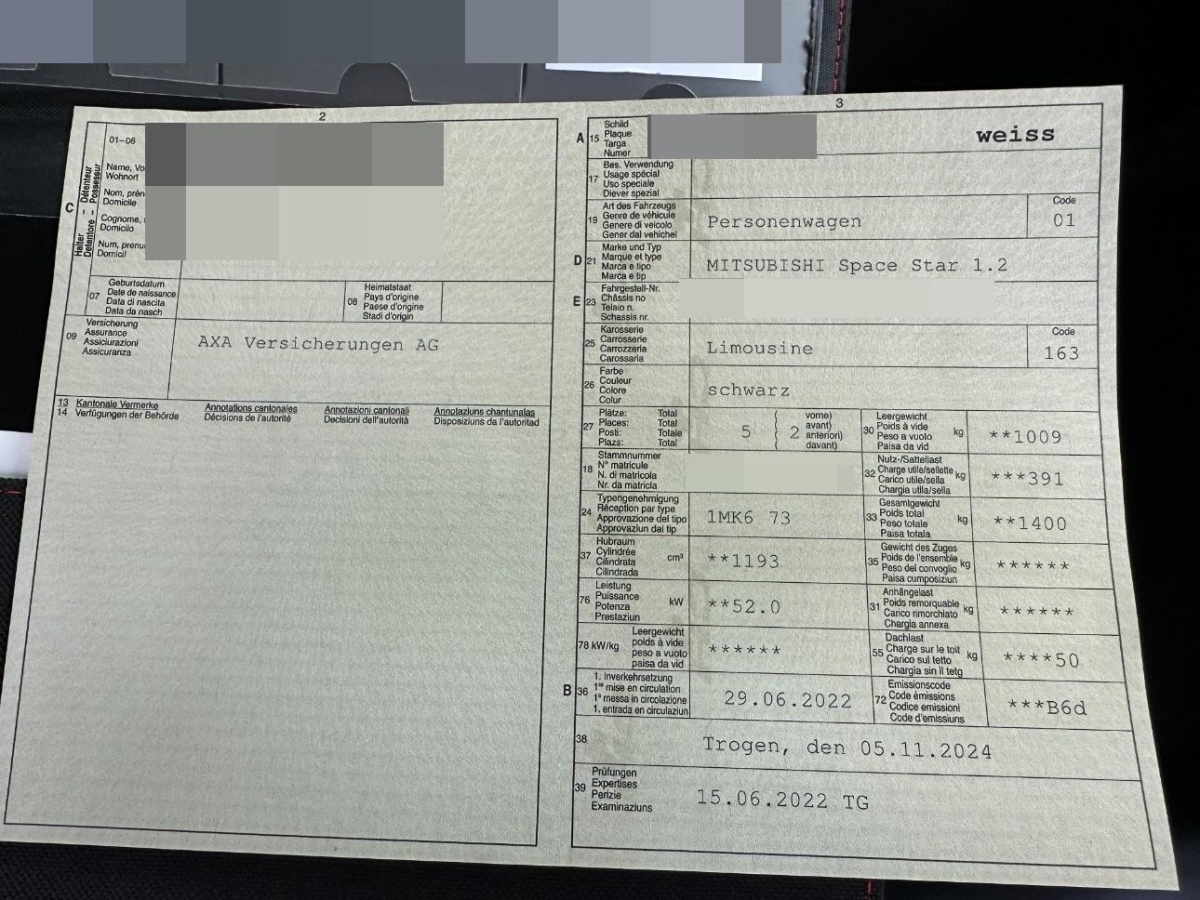 2
01–06
Name, Vo
Wohnort
Nom, prén
Domicile
Cognome,
Domicilo
Num, prenu
Domicil
C
Halter – Détenteur
Detentore – Possessur
07
Geburtsdatum
Date de naissance
Data di nascita
Data da nasch
08
Heimatstaat
Pays d'origine
Paese d'origine
Stadi d'origin
09
Versicherung
Assurance
Assiciurazioni
Assicuranza
AXA Versicherungen AG
13 Kantonale Vermerke Annotations cantonales Annotazioni cantonali Annotaziuns chantunalas
14 Verfügungen der Behörde Décisions de l'autorité Decisioni dell'autorità Disposiziuns da l'autoritad
3
A 15
Schild
Plaque
Targa
Numer
weiss
17
Bes. Verwendung
Usage spécial
Uso speciale
Diever spezial
19
Art des Fahrzeugs
Genre de véhicule
Genere di veicolo
Gener dal vehichel
Personenwagen
Code
01
D 21
Marke und Typ
Marque et type
Marca e tipo
Marca e tip
MITSUBISHI Space Star 1.2
E 23
Fahrgestell-Nr.
Châssis no
Telaio n.
Schassis nr.
25
Karosserie
Carrosserie
Carrozzeria
Carossaria
Limousine
Code
163
26
Farbe
Couleur
Colore
Colur
schwarz
27
Plätze: Total
Places: Total
Posti: Totale
Plazs: Total
5
2
vorne)
avant)
anteriori)
davant)
30
Leergewicht
Poids à vide
Peso a vuoto
Paisa da vid
kg
**1009
18
Stammnummer
N° matricule
N. di matricola
Nr. da matricla
32
Nutz-/Sattellast
Charge utile/sellette
Carico utile/sella
Chargia utila/sella
kg
***391
24
Typengenehmigung
Réception par type
Approvazione del tipo
Approvaziun dal tip
1MK6 73
33
Gesamtgewicht
Poids total
Peso totale
Paisa totala
kg
**1400
37
Hubraum
Cylindrée
Cilindrata
Cilindrada
cm³
**1193
35
Gewicht des Zuges
Poids de l'ensemble
Peso del convoglio
Paisa cumposiziun
kg
******
76
Leistung
Puissance
Potenza
Prestaziun
kW
**52.0
31
Anhängelast
Poids remorquable
Carico rimorchiato
Chargia annexa
kg
******
78 kW/kg
Leergewicht
poids à vide
peso a vuoto
paisa da vid
******
55
Dachlast
Charge sur le toit
Carico sul tetto
Chargia sin il tetg
kg
****50
B 36
1. Inverkehrsetzung
1re mise en circulation
1a messa in circolazione
1. entrada en circulaziun
29.06.2022
72
Emissionscode
Code émissions
Codice emissioni
Code d'emissiuns
***B6d
38
Trogen, den 05.11.2024
39
Prüfungen
Expertises
Perizie
Examinaziuns
15.06.2022 TG